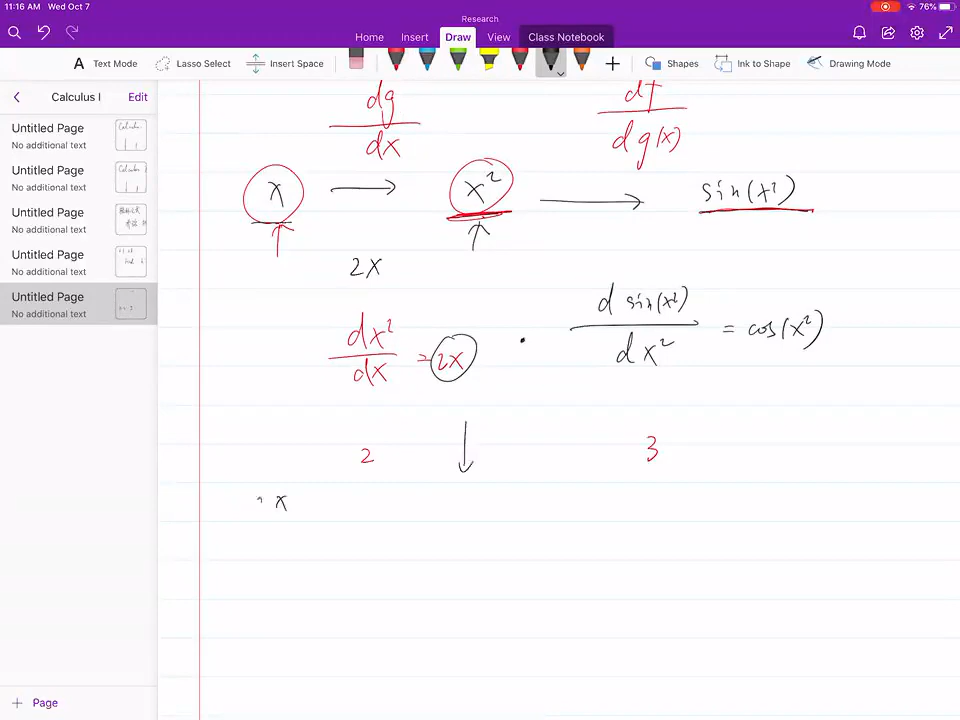 11:16 AM Wed Oct 7
76%
Research
Home Insert Draw View Class Notebook
A Text Mode Lasso Select Insert Space + Shapes Ink to Shape Drawing Mode
Calculus I Edit
Untitled Page
No additional text
Untitled Page
No additional text
Untitled Page
No additional text
Untitled Page
No additional text
Untitled Page
No additional text
+ Page
dg/dx df/dg(x)
x → x² → sin(x²)
2x
dx²/dx = 2x · d sin(x²)/dx² = cos(x²)
2 ↓ 3
x